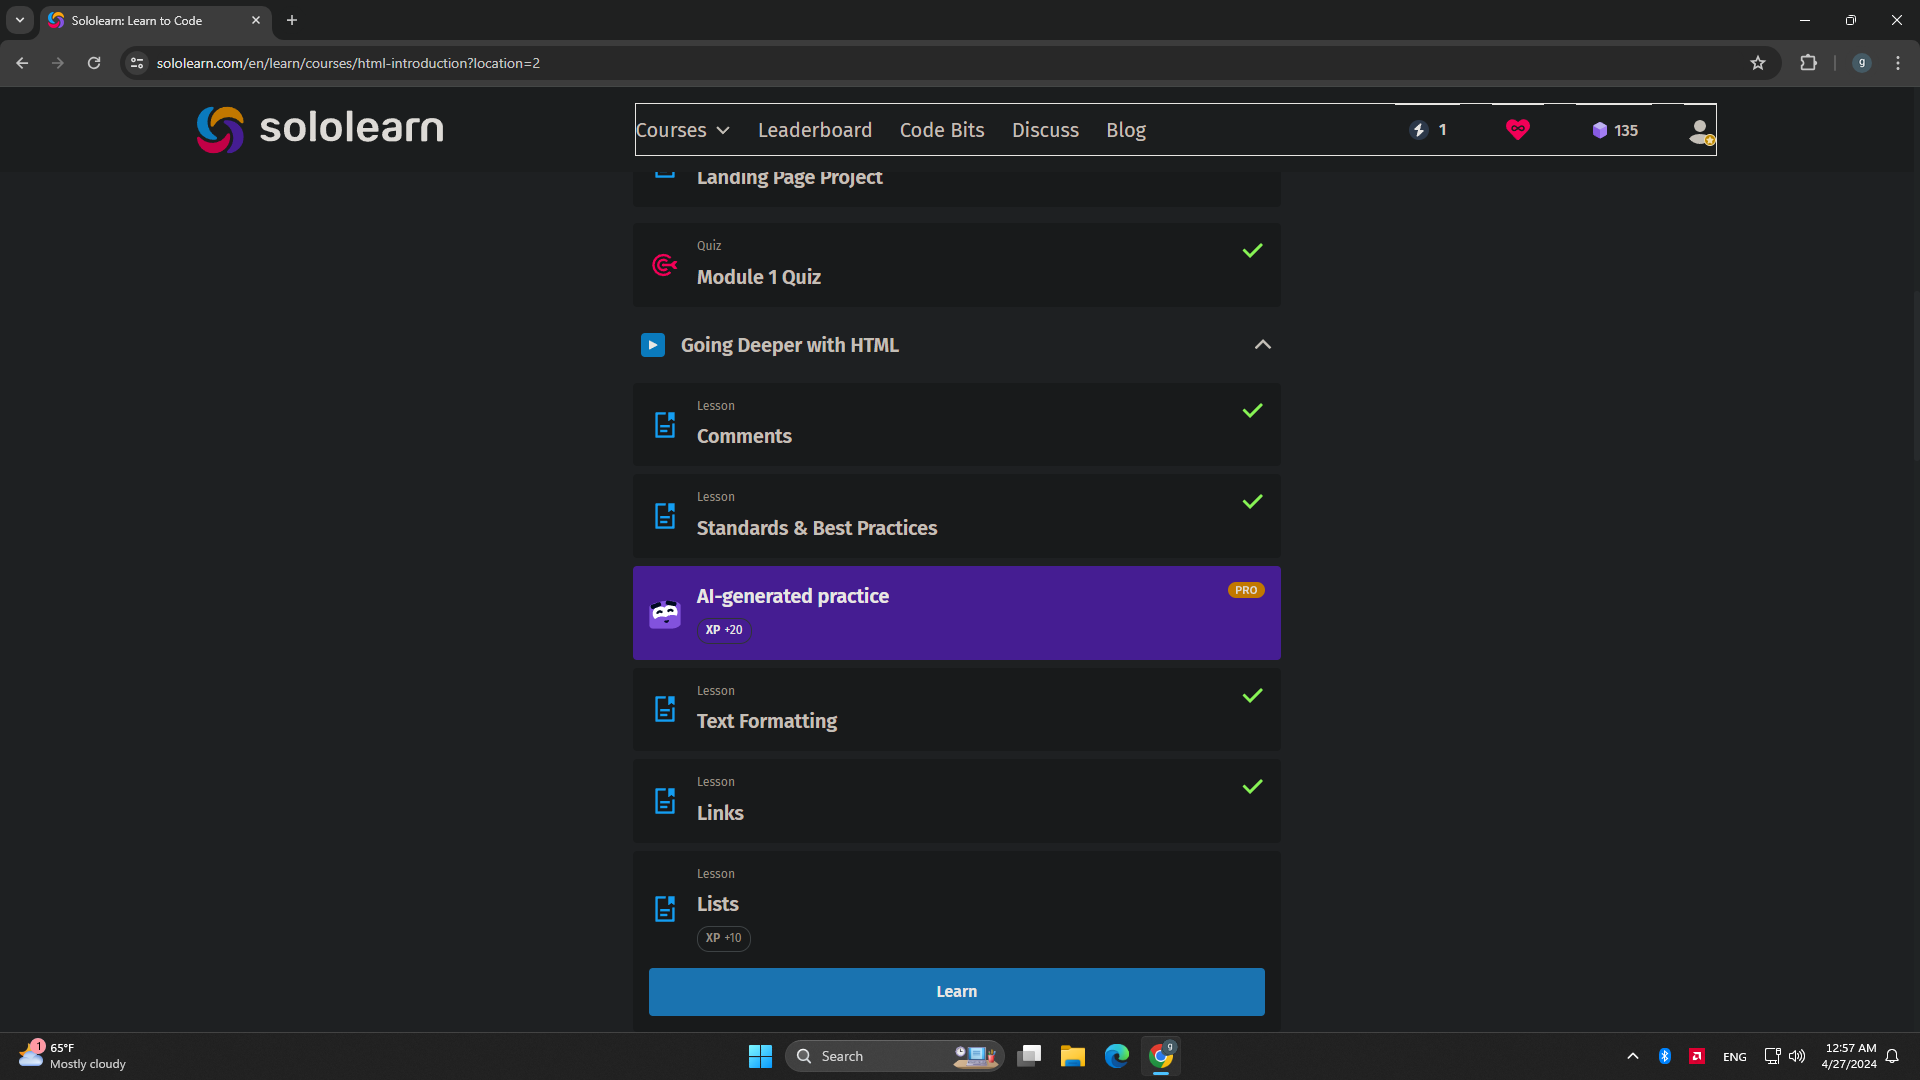 Sololearn: Learn to Code
sololearn.com/en/learn/courses/html-introduction?location=2
g
sololearn
Courses
Leaderboard
Code Bits
Discuss
Blog
1
135
Landing Page Project
Quiz
Module 1 Quiz
Going Deeper with HTML
Lesson
Comments
Lesson
Standards & Best Practices
AI-generated practice
PRO
XP +20
Lesson
Text Formatting
Lesson
Links
Lesson
Lists
XP +10
Learn
1
65°F
Mostly cloudy
Search
g
ENG
12:57 AM
4/27/2024